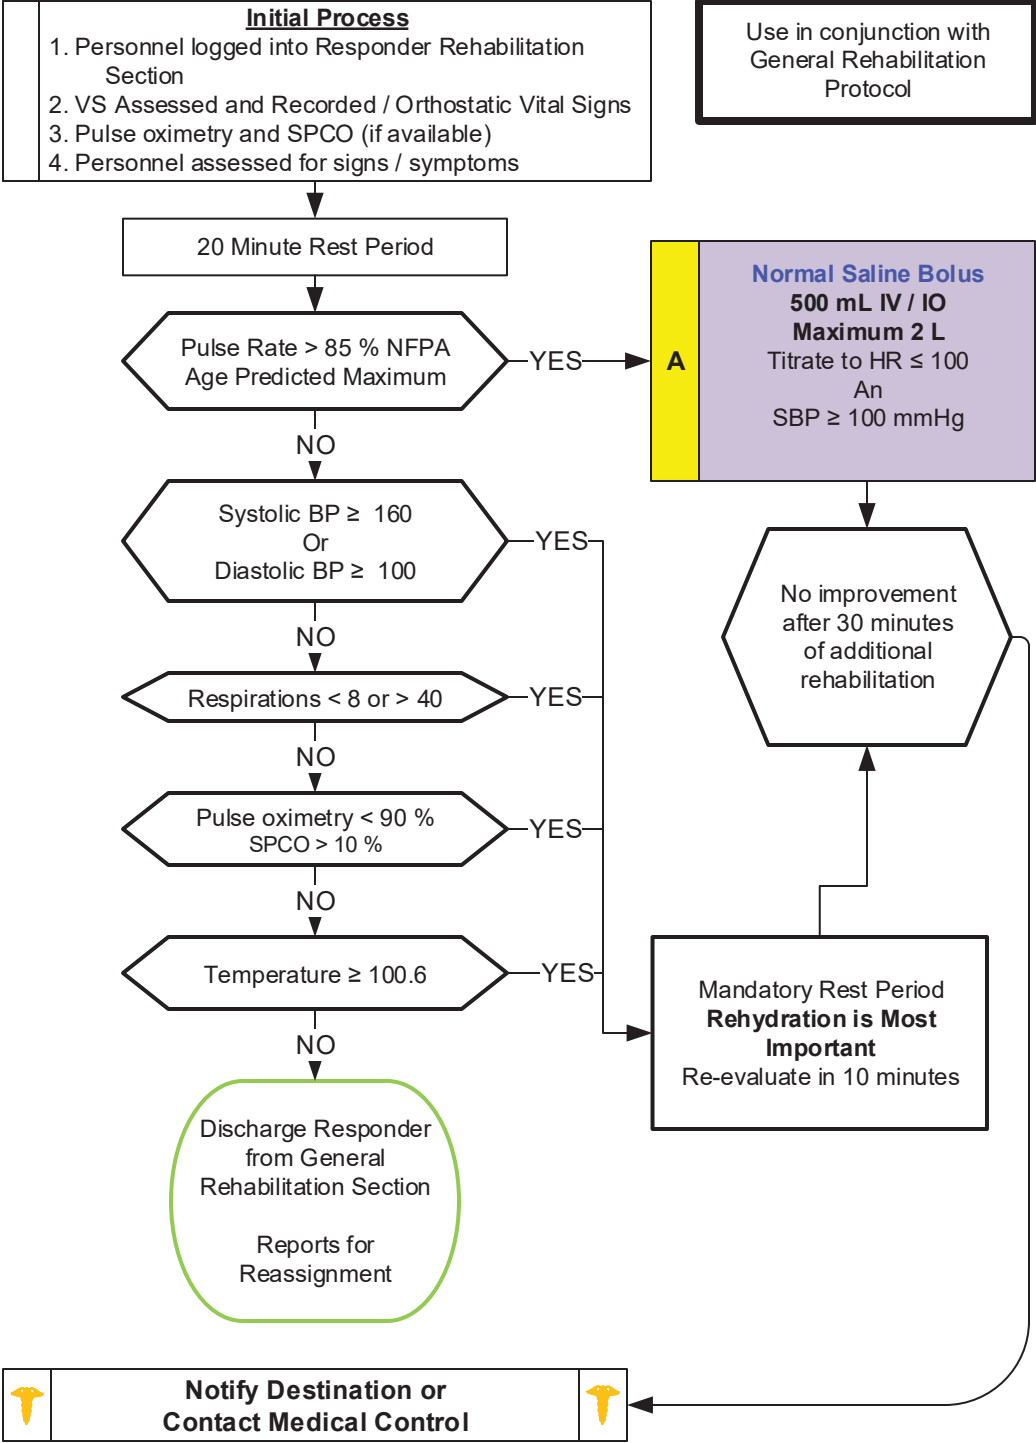 Initial Process
1. Personnel logged into Responder Rehabilitation
Section
2. VS Assessed and Recorded / Orthostatic Vital Signs
3. Pulse oximetry and SPCO (if available)
4. Personnel assessed for signs / symptoms
Use in conjunction with
General Rehabilitation
Protocol
20 Minute Rest Period
Pulse Rate > 85 % NFPA
Age Predicted Maximum
YES
A
Normal Saline Bolus
500 mL IV / IO
Maximum 2 L
Titrate to HR ≤ 100
An
SBP ≥ 100 mmHg
NO
Systolic BP ≥ 160
Or
Diastolic BP ≥ 100
YES
No improvement
after 30 minutes
of additional
rehabilitation
NO
Respirations < 8 or > 40
YES
NO
Pulse oximetry < 90 %
SPCO > 10 %
YES
NO
Temperature ≥ 100.6
YES
Mandatory Rest Period
Rehydration is Most
Important
Re-evaluate in 10 minutes
NO
Discharge Responder
from General
Rehabilitation Section
Reports for
Reassignment
Notify Destination or
Contact Medical Control